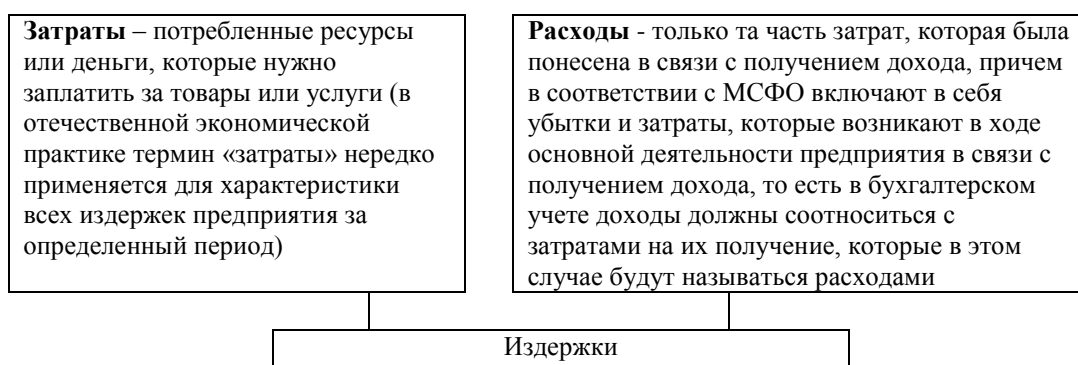 Затраты – потребленные ресурсы
или деньги, которые нужно
заплатить за товары или услуги (в
отечественной экономической
практике термин «затраты» нередко
применяется для характеристики
всех издержек предприятия за
определенный период)
Расходы - только та часть затрат, которая была
понесена в связи с получением дохода, причем
в соответствии с МСФО включают в себя
убытки и затраты, которые возникают в ходе
основной деятельности предприятия в связи с
получением дохода, то есть в бухгалтерском
учете доходы должны соотноситься с
затратами на их получение, которые в этом
случае будут называться расходами
Издержки